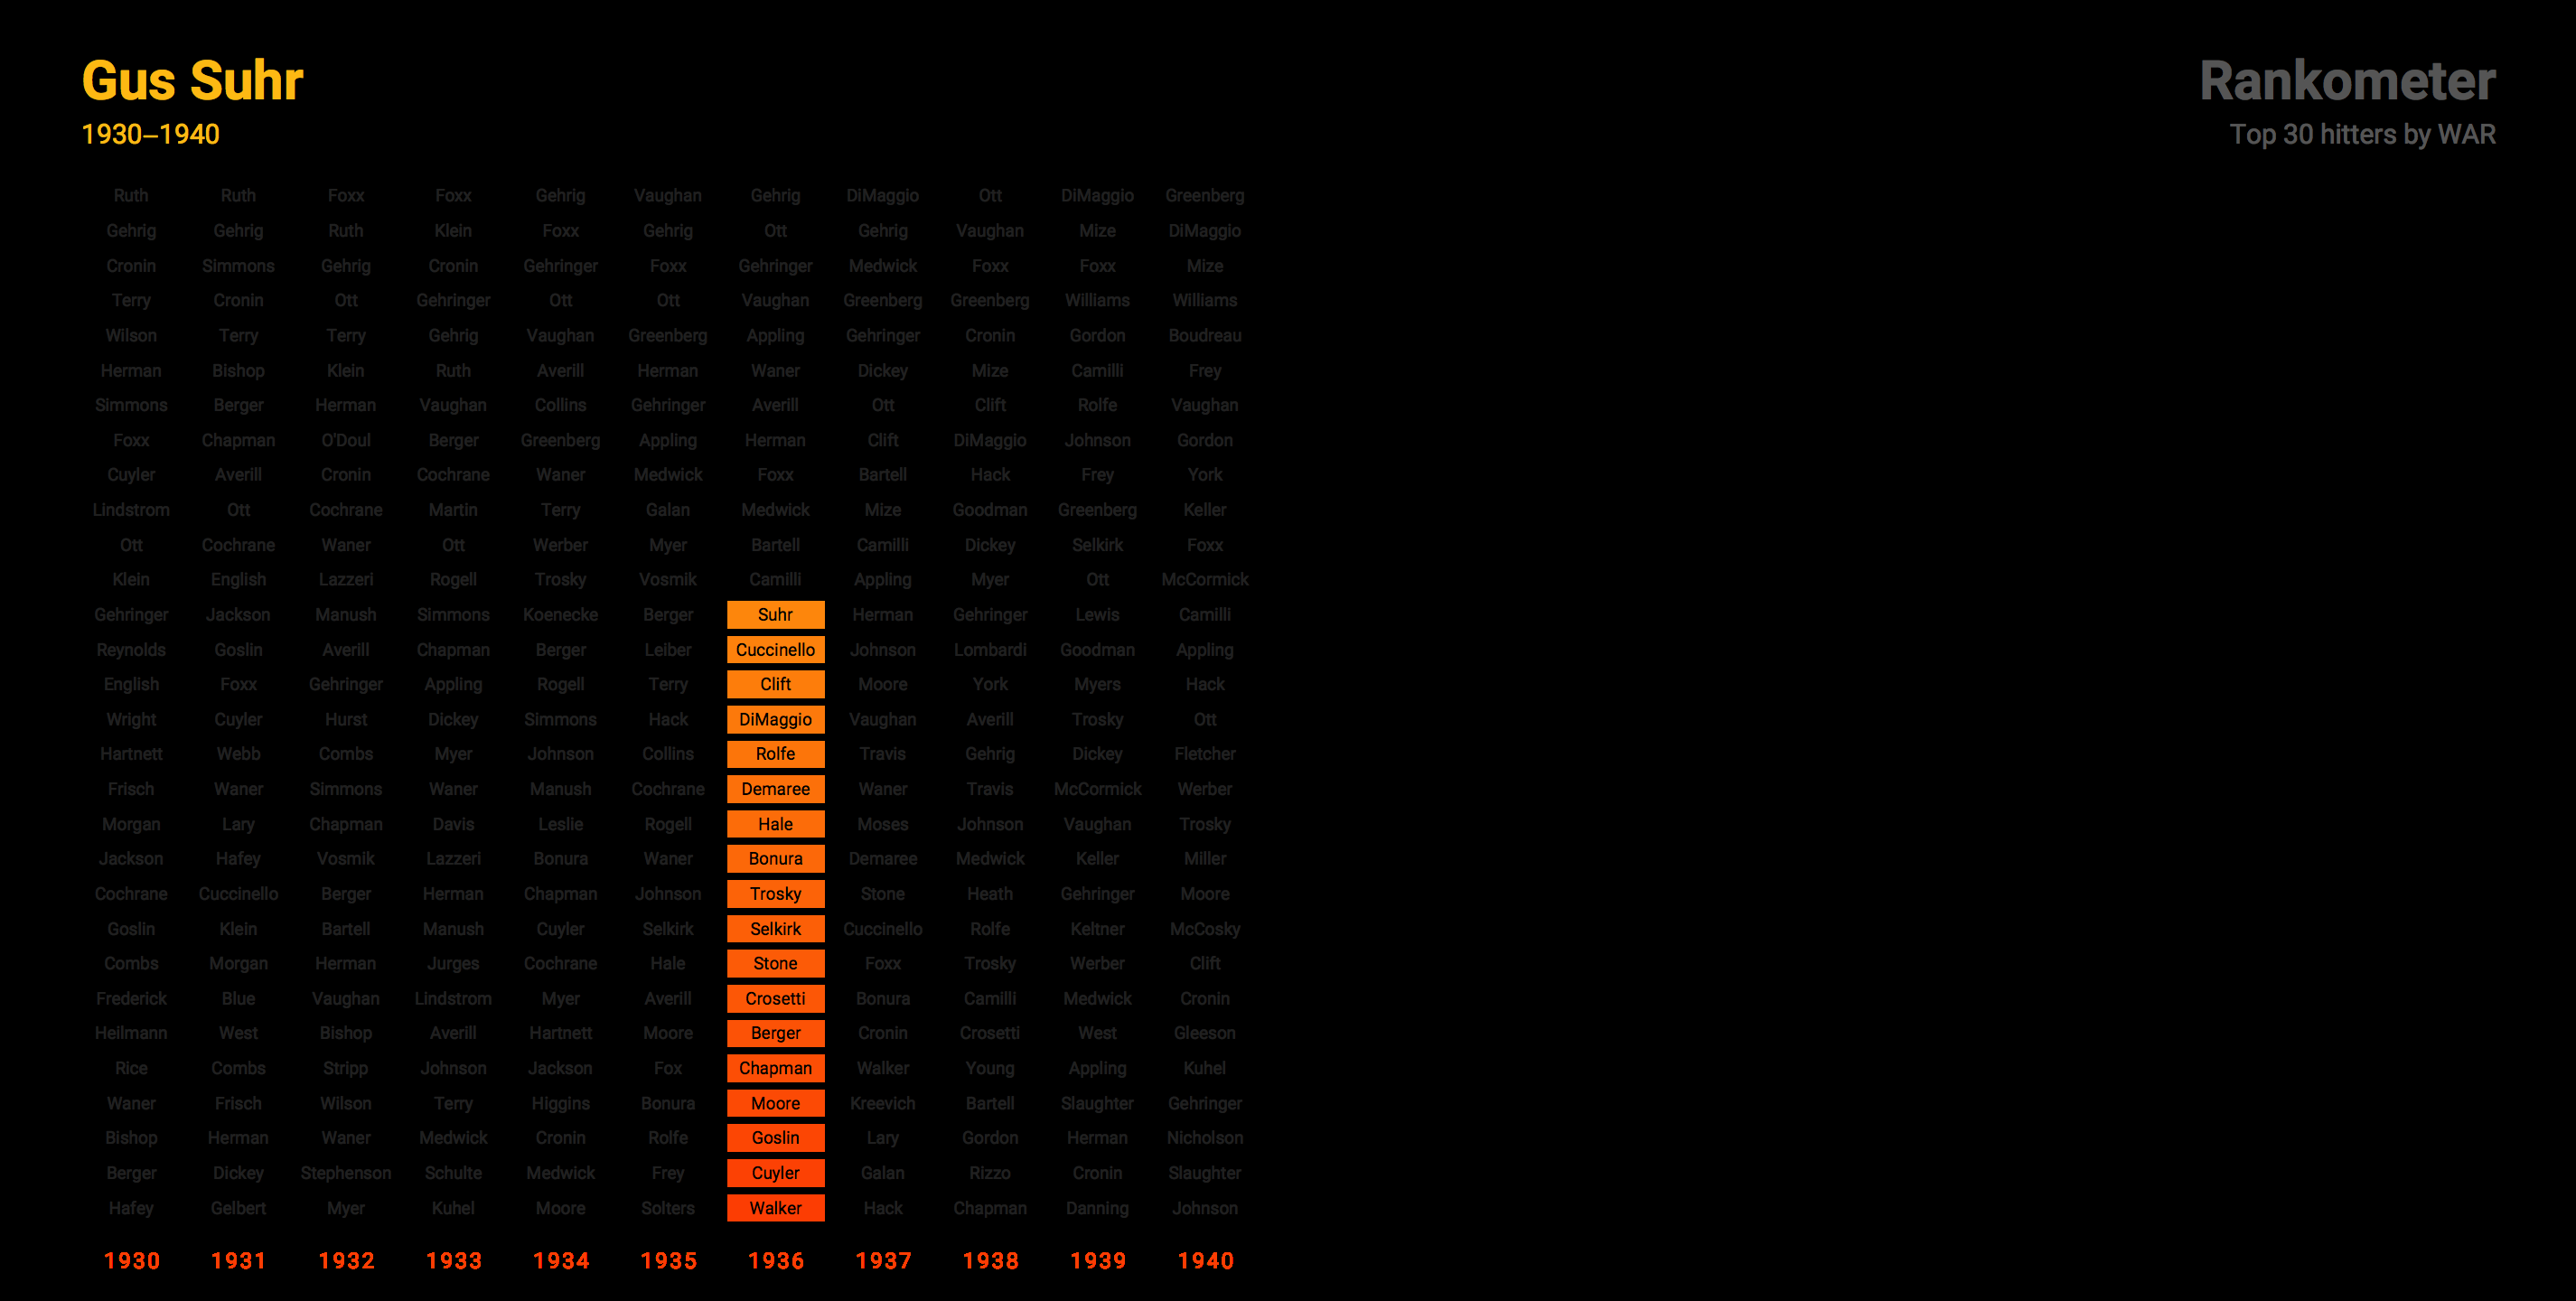 Gus Suhr
1930–1940
Rankometer
Top 30 hitters by WAR
Ruth Ruth Foxx Foxx Gehrig Vaughan Gehrig DiMaggio Ott DiMaggio Greenberg
Gehrig Gehrig Ruth Klein Foxx Gehrig Ott Gehrig Vaughan Mize DiMaggio
Cronin Simmons Gehrig Cronin Gehringer Foxx Gehringer Medwick Foxx Foxx Mize
Terry Cronin Ott Gehringer Ott Ott Vaughan Greenberg Greenberg Williams Williams
Wilson Terry Terry Gehrig Vaughan Greenberg Appling Gehringer Cronin Gordon Boudreau
Herman Bishop Klein Ruth Averill Herman Waner Dickey Mize Camilli Frey
Simmons Berger Herman Vaughan Collins Gehringer Averill Ott Clift Rolfe Vaughan
Foxx Chapman O'Doul Berger Greenberg Appling Herman Clift DiMaggio Johnson Gordon
Cuyler Averill Cronin Cochrane Waner Medwick Foxx Bartell Hack Frey York
Lindstrom Ott Cochrane Martin Terry Galan Medwick Mize Goodman Greenberg Keller
Ott Cochrane Waner Ott Werber Myer Bartell Camilli Dickey Selkirk Foxx
Klein English Lazzeri Rogell Trosky Vosmik Camilli Appling Myer Ott McCormick
Gehringer Jackson Manush Simmons Koenecke Berger Suhr Herman Gehringer Lewis Camilli
Reynolds Goslin Averill Chapman Berger Leiber Cuccinello Johnson Lombardi Goodman Appling
English Foxx Gehringer Appling Rogell Terry Clift Moore York Myers Hack
Wright Cuyler Hurst Dickey Simmons Hack DiMaggio Vaughan Averill Trosky Ott
Hartnett Webb Combs Myer Johnson Collins Rolfe Travis Gehrig Dickey Fletcher
Frisch Waner Simmons Waner Manush Cochrane Demaree Waner Travis McCormick Werber
Morgan Lary Chapman Davis Leslie Rogell Hale Moses Johnson Vaughan Trosky
Jackson Hafey Vosmik Lazzeri Bonura Waner Bonura Demaree Medwick Keller Miller
Cochrane Cuccinello Berger Herman Chapman Johnson Trosky Stone Heath Gehringer Moore
Goslin Klein Bartell Manush Cuyler Selkirk Selkirk Cuccinello Rolfe Keltner McCosky
Combs Morgan Herman Jurges Cochrane Hale Stone Foxx Trosky Werber Clift
Frederick Blue Vaughan Lindstrom Myer Averill Crosetti Bonura Camilli Medwick Cronin
Heilmann West Bishop Averill Hartnett Moore Berger Cronin Crosetti West Gleeson
Rice Combs Stripp Johnson Jackson Fox Chapman Walker Young Appling Kuhel
Waner Frisch Wilson Terry Higgins Bonura Moore Kreevich Bartell Slaughter Gehringer
Bishop Herman Waner Medwick Cronin Rolfe Goslin Lary Gordon Herman Nicholson
Berger Dickey Stephenson Schulte Medwick Frey Cuyler Galan Rizzo Cronin Slaughter
Hafey Gelbert Myer Kuhel Moore Solters Walker Hack Chapman Danning Johnson
1930 1931 1932 1933 1934 1935 1936 1937 1938 1939 1940